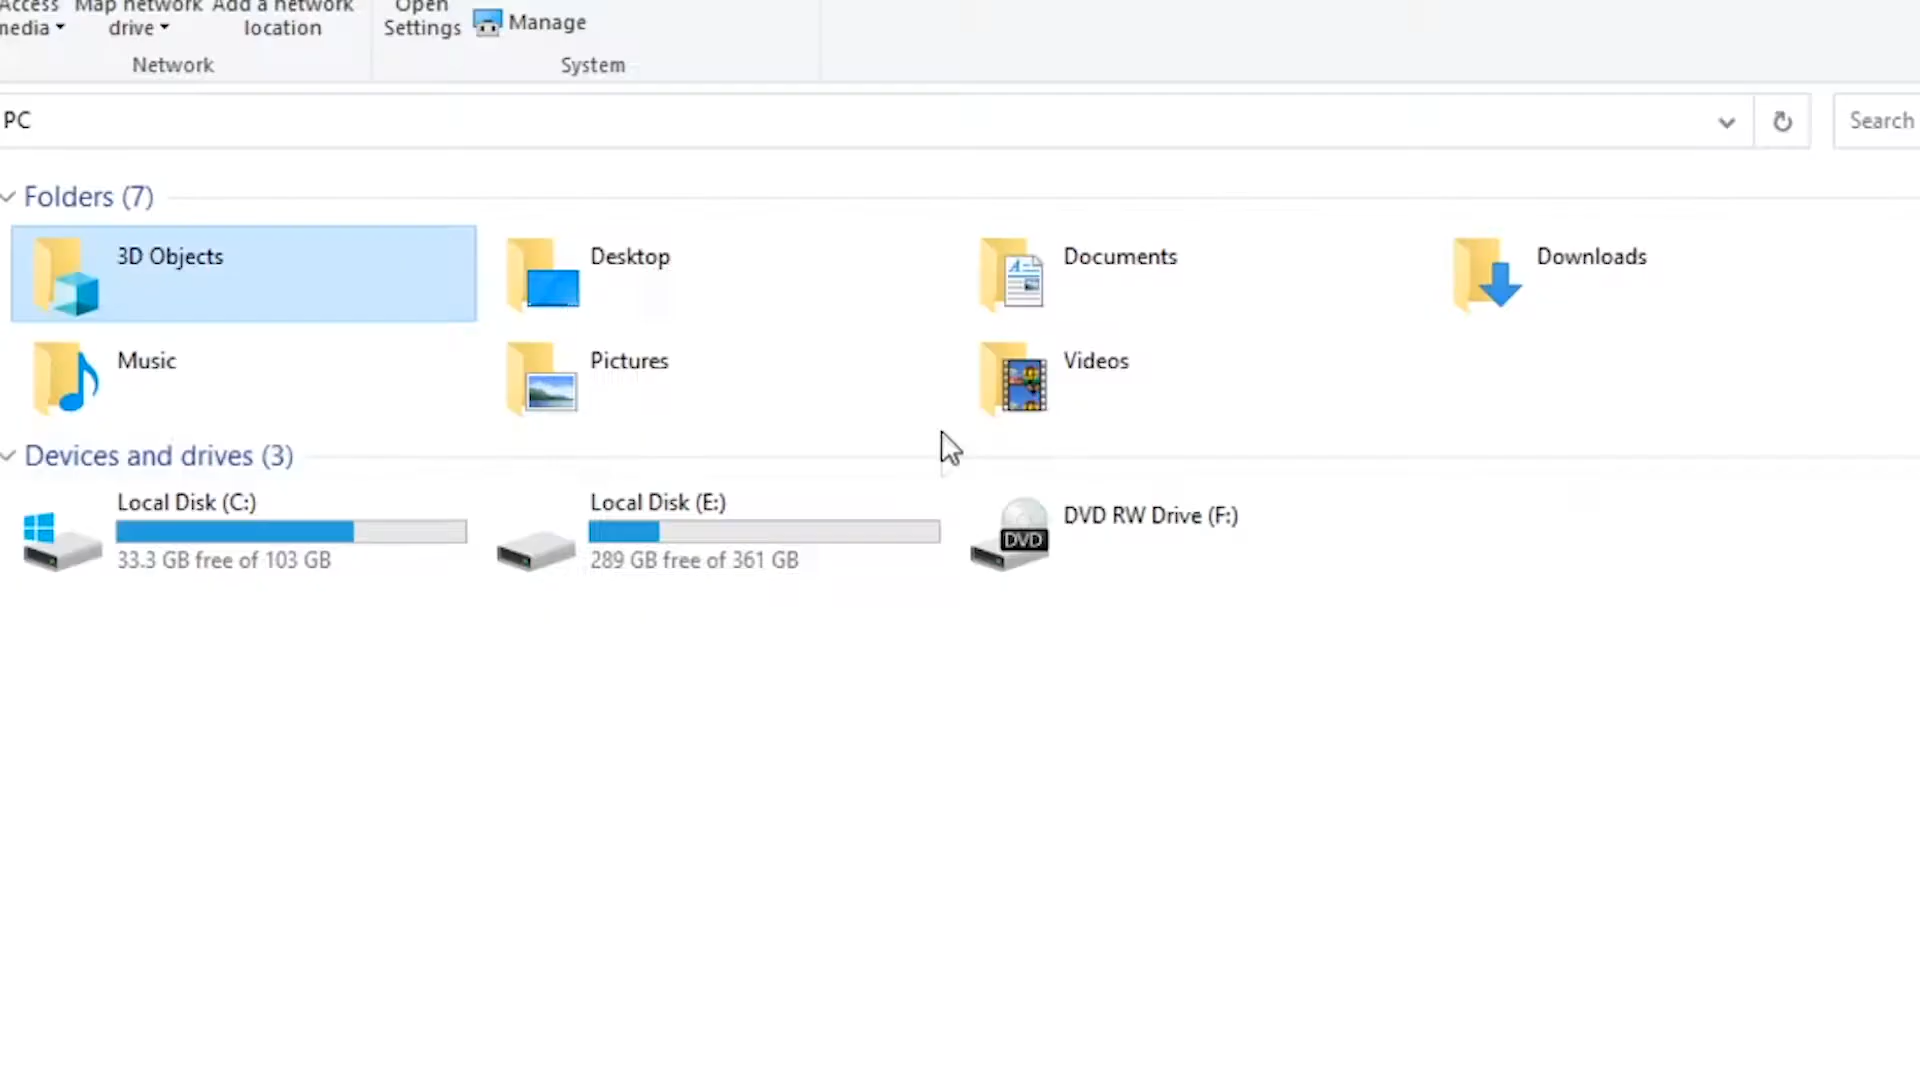 Access
media
Map network
drive
Add a network
location
Network
Open
Settings
Manage
System
PC
Search
Folders (7)
3D Objects
Desktop
Documents
Downloads
Music
Pictures
Videos
Devices and drives (3)
Local Disk (C:)
33.3 GB free of 103 GB
Local Disk (E:)
289 GB free of 361 GB
DVD
DVD RW Drive (F:)